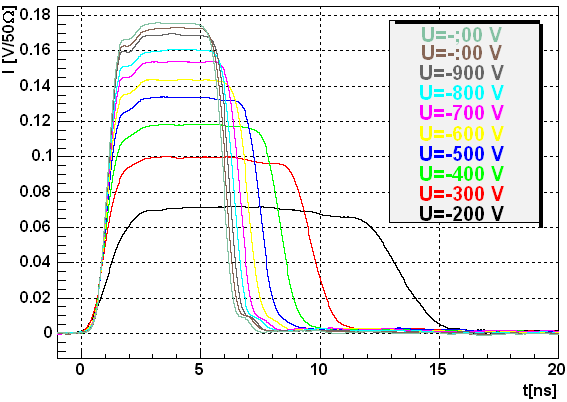 I [V/50Ω]
0.18
0.16
0.14
0.12
0.1
0.08
0.06
0.04
0.02
0
U=-;00 V
U=-;00 V
U=-900 V
U=-800 V
U=-700 V
U=-600 V
U=-500 V
U=-400 V
U=-300 V
U=-200 V
0 5 10 15 20
t[ns]